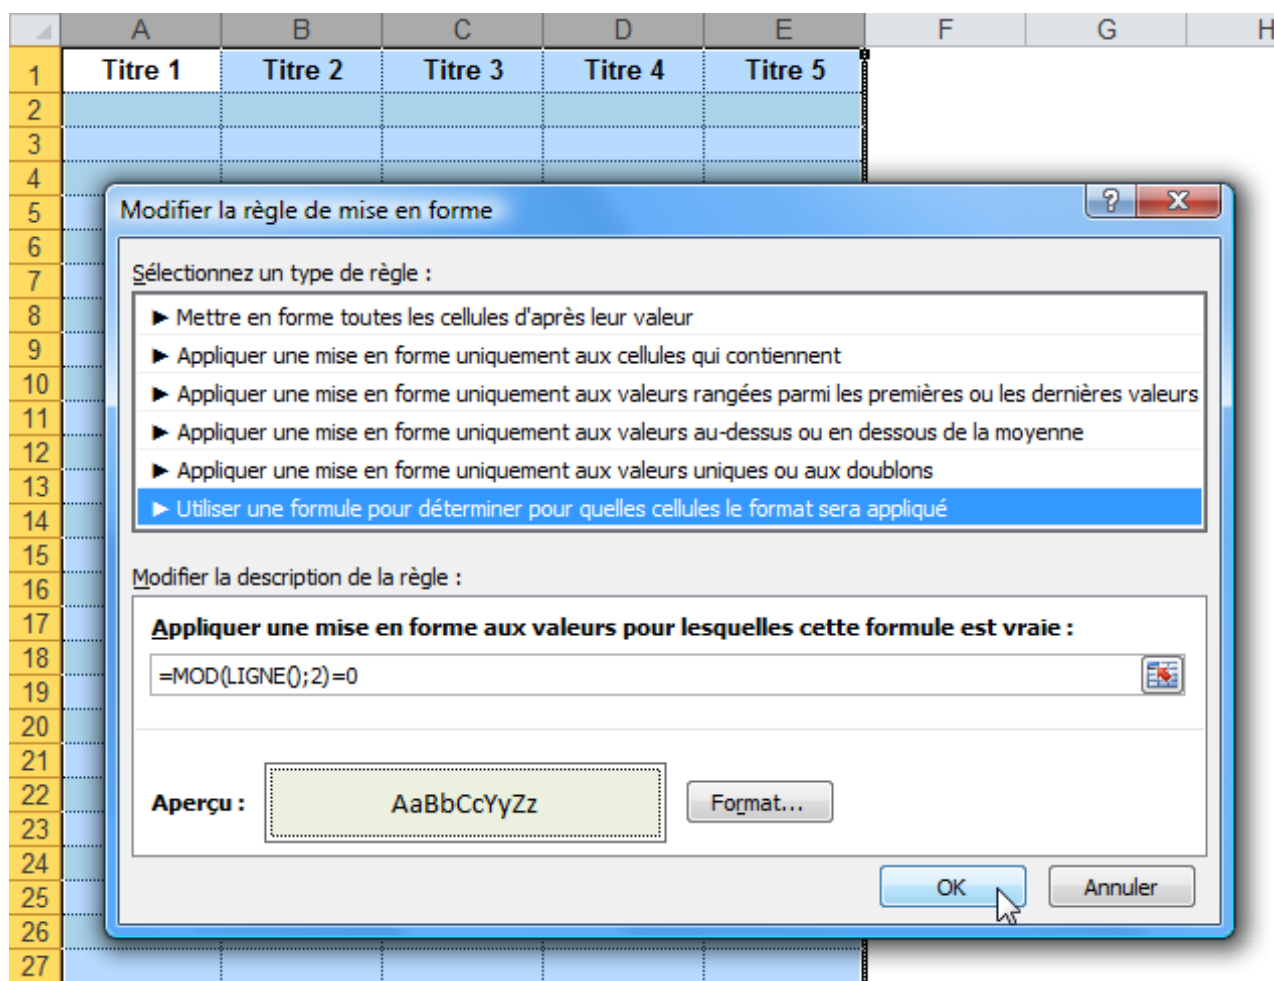 A B C D E F G H
1 Titre 1 Titre 2 Titre 3 Titre 4 Titre 5
2
3
4
5
6
7
8
9
10
11
12
13
14
15
16
17
18
19
20
21
22
23
24
25
26
27
Modifier la règle de mise en forme
?
Sélectionnez un type de règle :
► Mettre en forme toutes les cellules d'après leur valeur
► Appliquer une mise en forme uniquement aux cellules qui contiennent
► Appliquer une mise en forme uniquement aux valeurs rangées parmi les premières ou les dernières valeurs
► Appliquer une mise en forme uniquement aux valeurs au-dessus ou en dessous de la moyenne
► Appliquer une mise en forme uniquement aux valeurs uniques ou aux doublons
► Utiliser une formule pour déterminer pour quelles cellules le format sera appliqué
Modifier la description de la règle :
Appliquer une mise en forme aux valeurs pour lesquelles cette formule est vraie :
=MOD(LIGNE();2)=0
Aperçu : AaBbCcYyZz Format...
OK Annuler